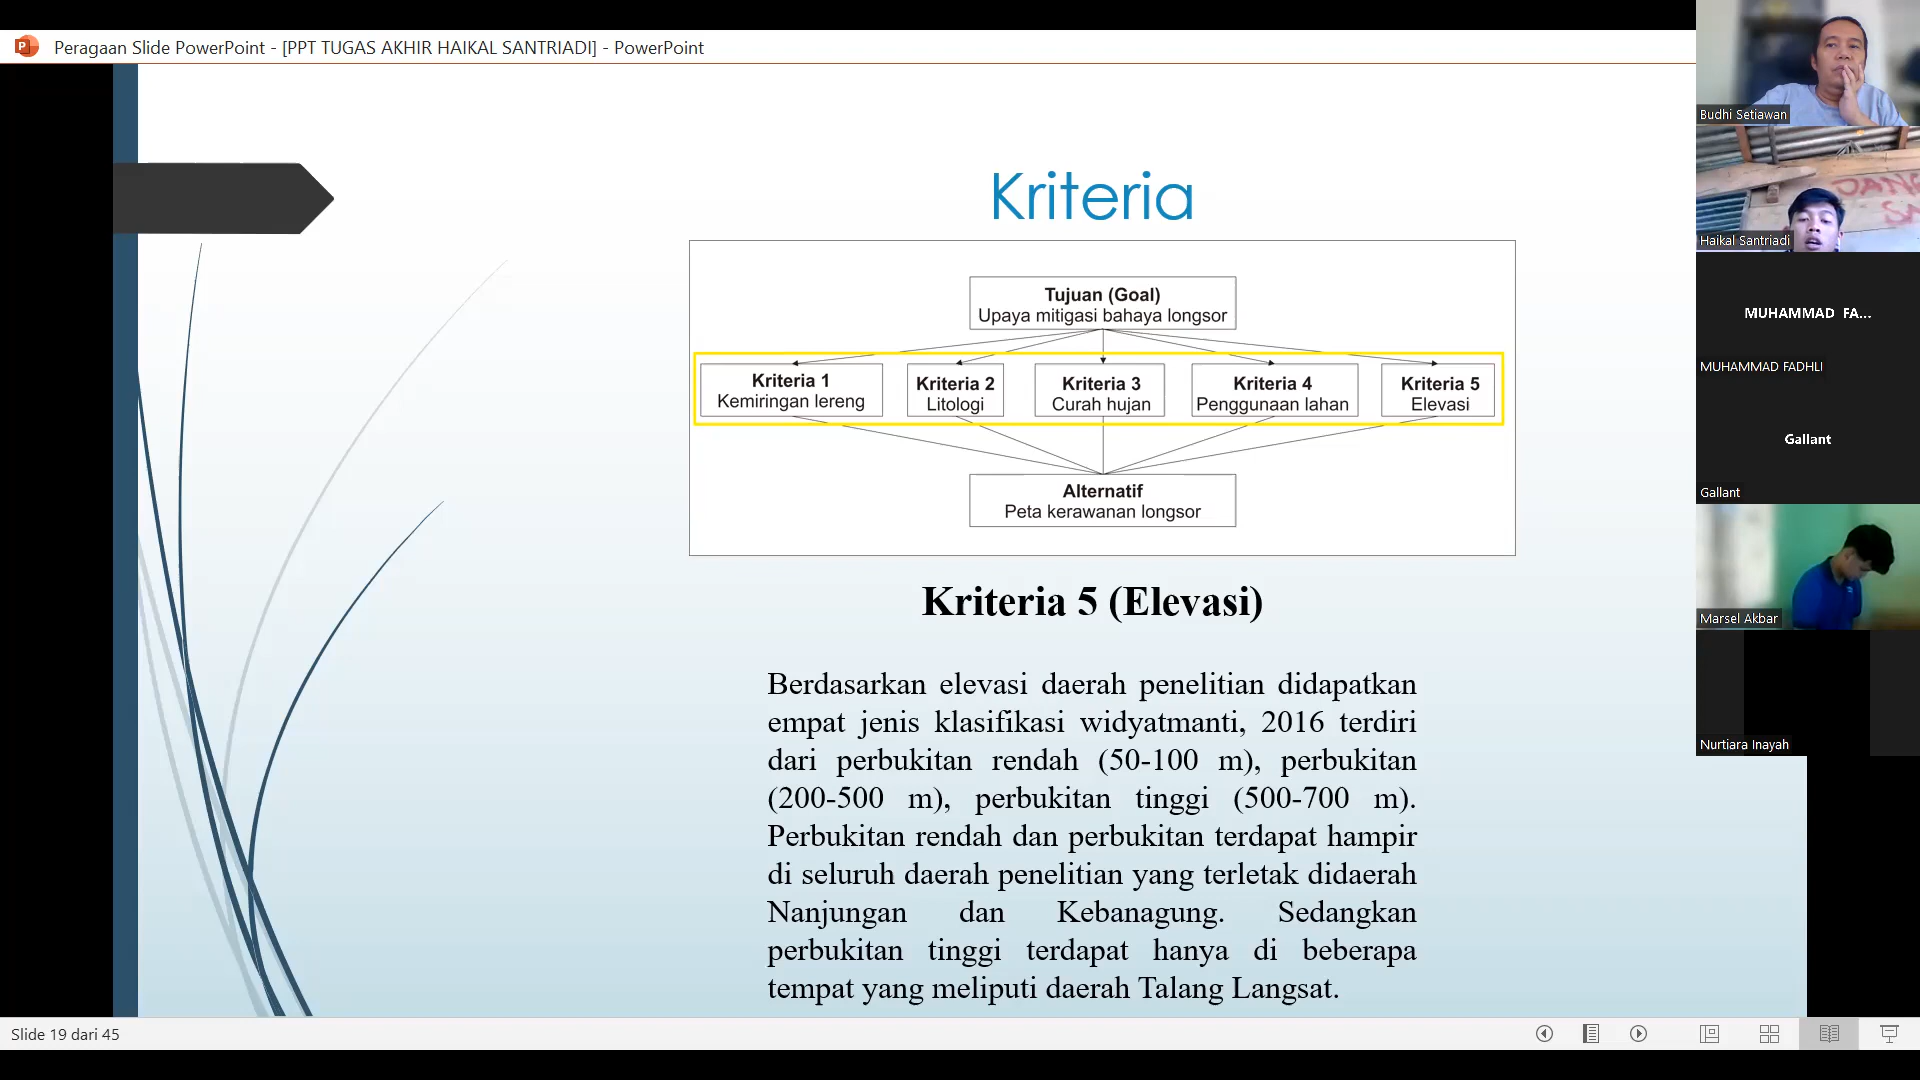 Peragaan Slide PowerPoint - [PPT TUGAS AKHIR HAIKAL SANTRIADI] - PowerPoint
Kriteria
Tujuan (Goal)
Upaya mitigasi bahaya longsor
Kriteria 1
Kemiringan lereng
Kriteria 2
Litologi
Kriteria 3
Curah hujan
Kriteria 4
Penggunaan lahan
Kriteria 5
Elevasi
Alternatif
Peta kerawanan longsor
Kriteria 5 (Elevasi)
Berdasarkan elevasi daerah penelitian didapatkan
empat jenis klasifikasi widyatmanti, 2016 terdiri
dari perbukitan rendah (50-100 m), perbukitan
(200-500 m), perbukitan tinggi (500-700 m).
Perbukitan rendah dan perbukitan terdapat hampir
di seluruh daerah penelitian yang terletak didaerah
Nanjungan dan Kebanagung. Sedangkan
perbukitan tinggi terdapat hanya di beberapa
tempat yang meliputi daerah Talang Langsat.
Slide 19 dari 45
Budhi Setiawan
Haikal Santriadi
MUHAMMAD FA...
MUHAMMAD FADHLI
Gallant
Gallant
Marsel Akbar
Nurtiara Inayah